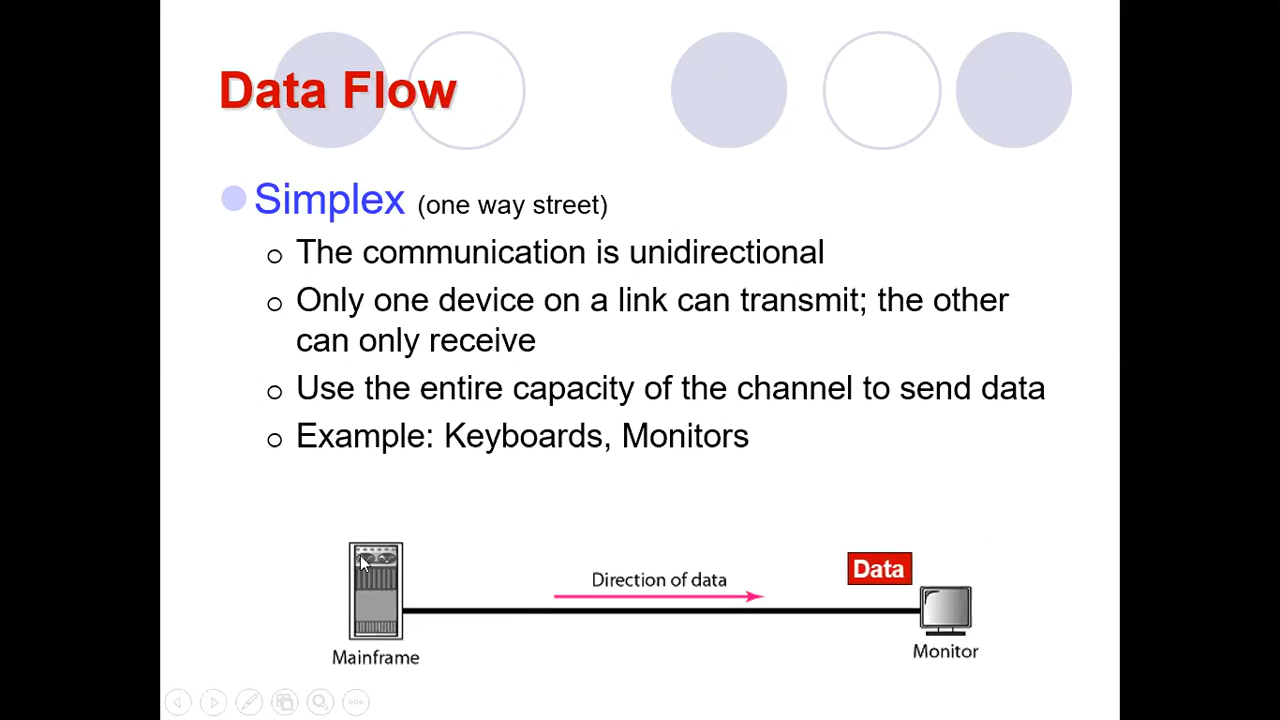 Data Flow
Simplex (one way street)
The communication is unidirectional
Only one device on a link can transmit; the other
can only receive
Use the entire capacity of the channel to send data
Example: Keyboards, Monitors
Direction of data
Data
Mainframe
Monitor